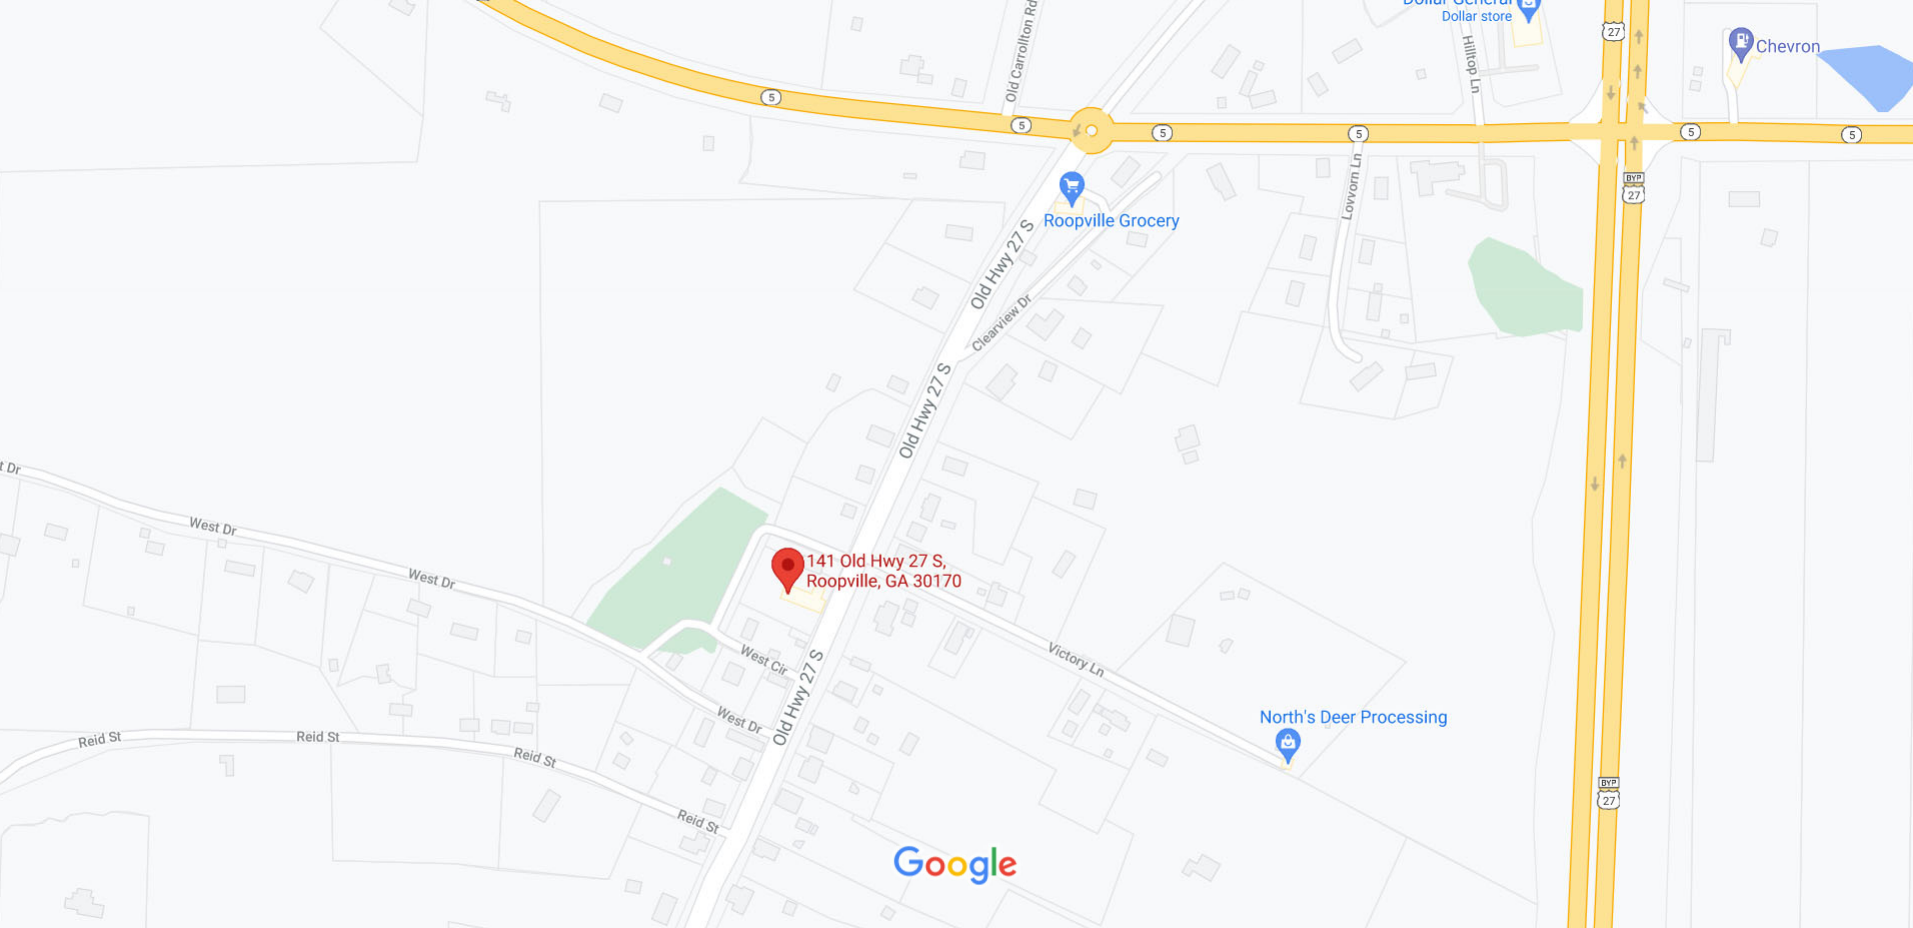 Dollar General
Dollar store
27
Chevron
Hilltop Ln
Old Carrollton Rd
5
5
5
5
5
5
BYP
27
Lovvorn Ln
Roopville Grocery
Old Hwy 27 S
Clearview Dr
Old Hwy 27 S
t Dr
West Dr
West Dr
141 Old Hwy 27 S,
Roopville, GA 30170
West Cir
Victory Ln
Old Hwy 27 S
West Dr
North's Deer Processing
Reid St
Reid St
Reid St
BYP
27
Reid St
Google